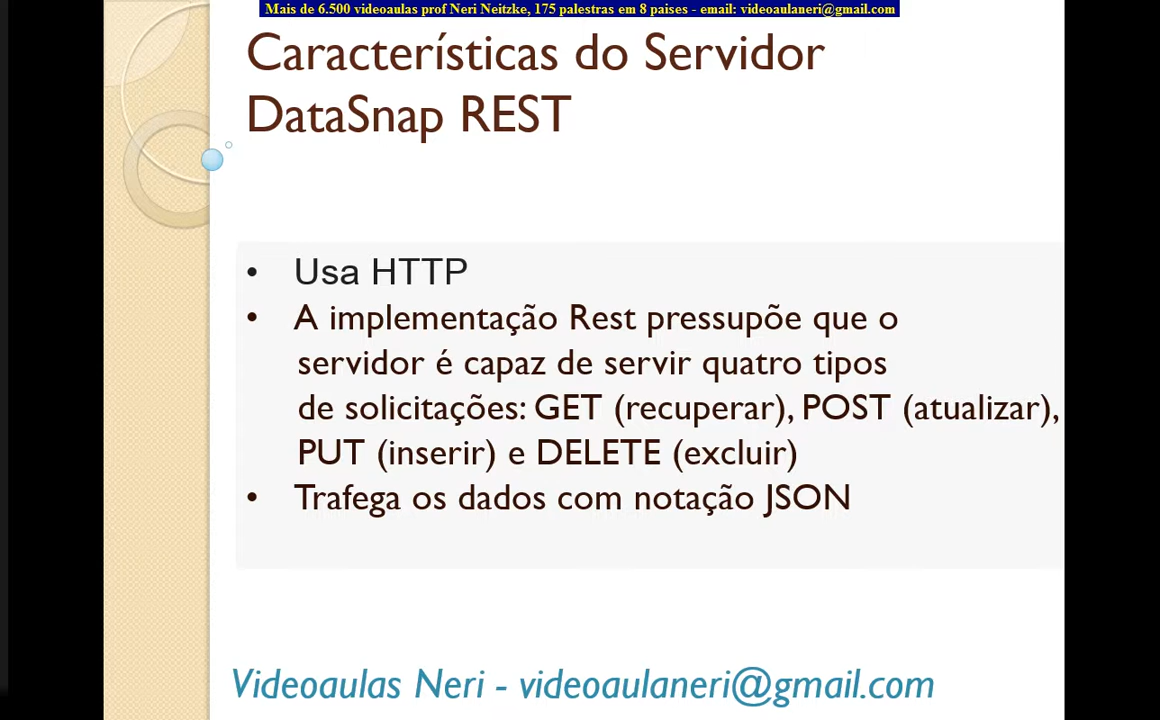 Mais de 6.500 videoaulas prof Neri Neitzke, 175 palestras em 8 paises - email: videoaulaneri@gmail.com
Características do Servidor
DataSnap REST
• Usa HTTP
• A implementação Rest pressupõe que o
servidor é capaz de servir quatro tipos
de solicitações: GET (recuperar), POST (atualizar),
PUT (inserir) e DELETE (excluir)
• Trafega os dados com notação JSON
Videoaulas Neri - videoaulaneri@gmail.com